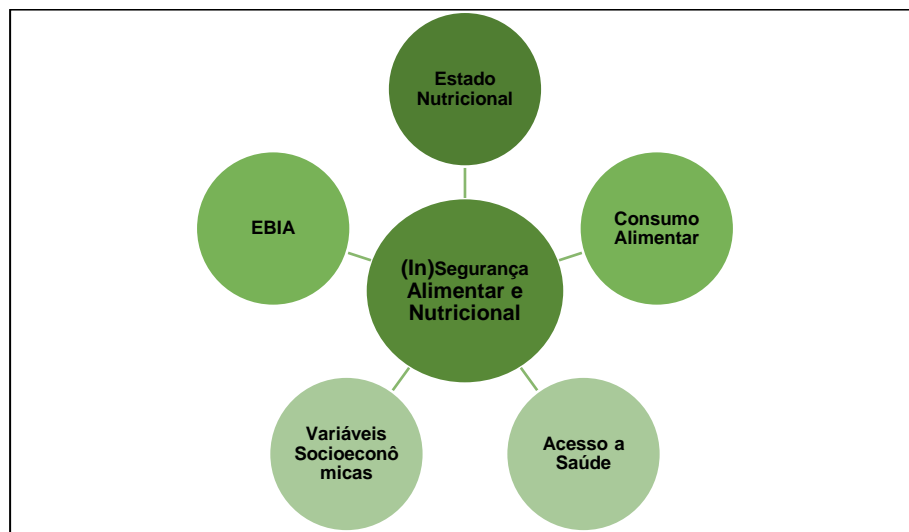 Estado
Nutricional
EBIA
Consumo
Alimentar
(In)Segurança
Alimentar e
Nutricional
Variáveis
Socioeconô
micas
Acesso a
Saúde